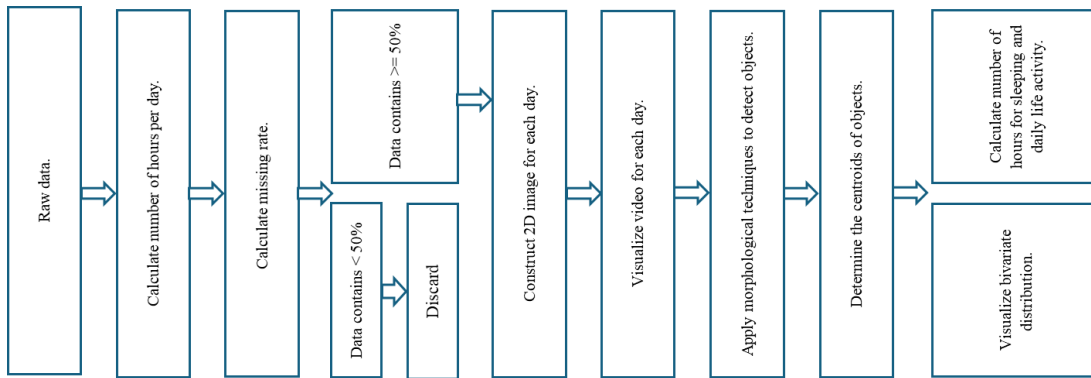 Raw data.
Calculate number of hours per day.
Calculate missing rate.
Data contains < 50%
Data contains >= 50%
Discard
Construct 2D image for each day.
Visualize video for each day.
Apply morphological techniques to detect objects.
Determine the centroids of objects.
Visualize bivariate
distribution.
Calculate number of
hours for sleeping and
daily life activity.